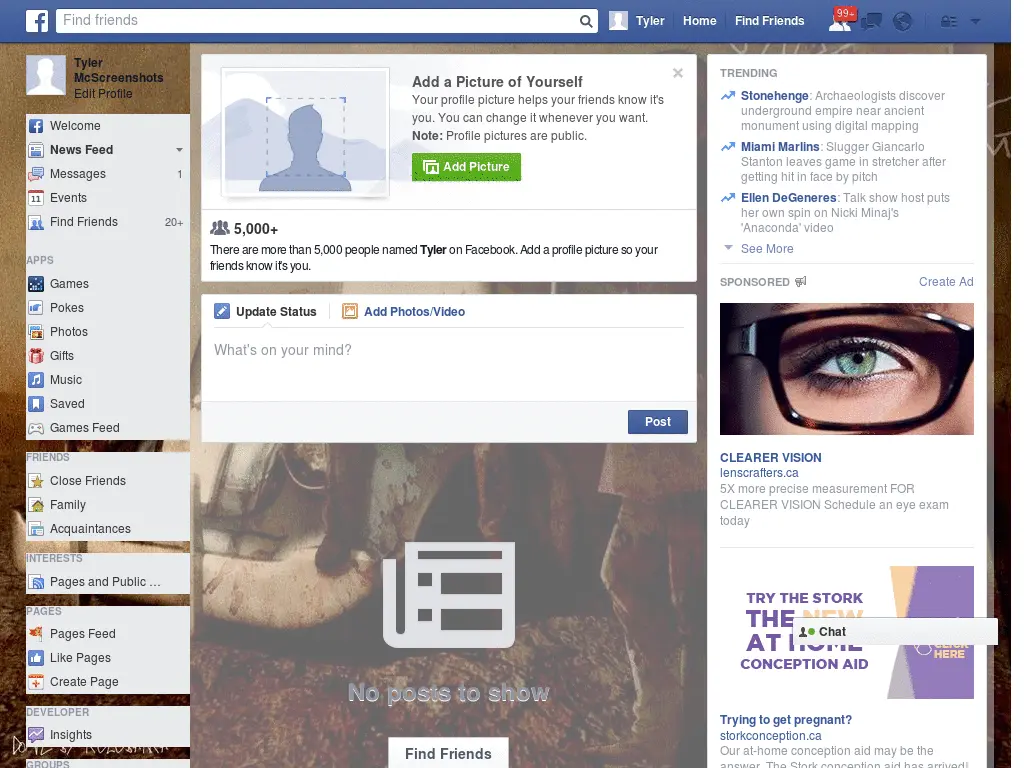 Find friends
Tyler
Home
Find Friends
99+
Tyler
McScreenshots
Edit Profile
Welcome
News Feed
Messages
1
11
Events
Find Friends
20+
APPS
Games
Pokes
Photos
Gifts
Music
Saved
Games Feed
FRIENDS
Close Friends
Family
Acquaintances
INTERESTS
Pages and Public ...
PAGES
Pages Feed
Like Pages
Create Page
DEVELOPER
Insights
GROUPS
Add a Picture of Yourself
Your profile picture helps your friends know it's
you. You can change it whenever you want.
Note: Profile pictures are public.
Add Picture
5,000+
There are more than 5,000 people named Tyler on Facebook. Add a profile picture so your
friends know it's you.
Update Status
Add Photos/Video
What's on your mind?
Post
No posts to show
Find Friends
TRENDING
Stonehenge: Archaeologists discover
underground empire near ancient
monument using digital mapping
Miami Marlins: Slugger Giancarlo
Stanton leaves game in stretcher after
getting hit in face by pitch
Ellen DeGeneres: Talk show host puts
her own spin on Nicki Minaj's
'Anaconda' video
See More
SPONSORED
Create Ad
CLEARER VISION
lenscrafters.ca
5X more precise measurement FOR
CLEARER VISION Schedule an eye exam
today
TRY THE STORK
THE NEW
AT HOME
CONCEPTION AID
CLICK
HERE
Chat
Trying to get pregnant?
storkconception.ca
Our at-home conception aid may be the
answer. The Stork conception aid has arrived!